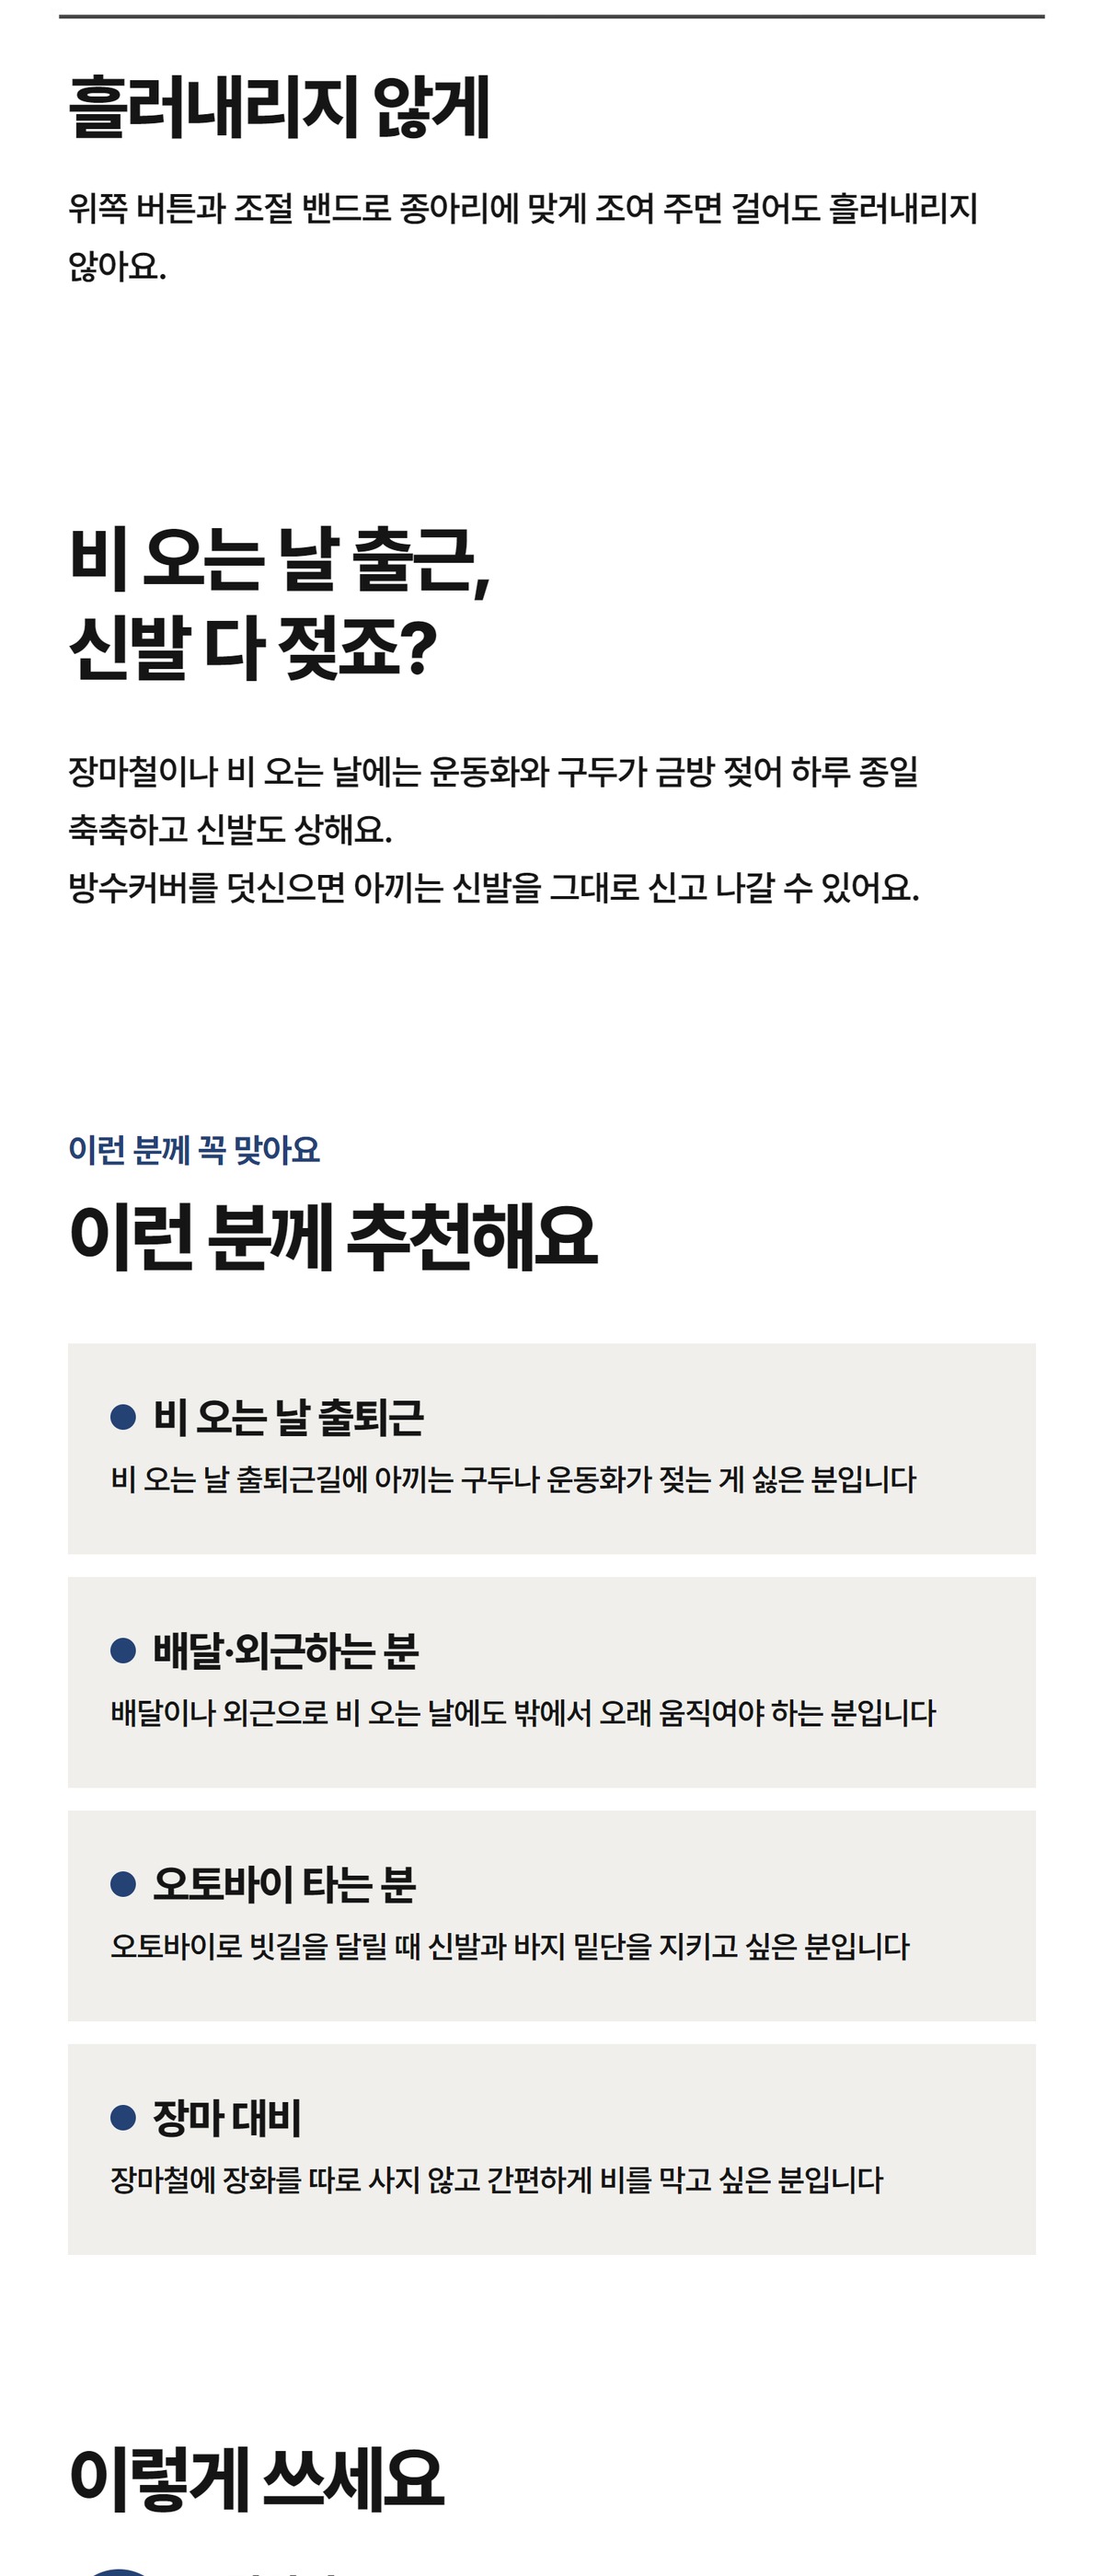 흘러내리지 않게
위쪽 버튼과 조절 밴드로 종아리에 맞게 조여 주면 걸어도 흘러내리지
않아요.
비 오는 날 출근,
신발 다 젖죠?
장마철이나 비 오는 날에는 운동화와 구두가 금방 젖어 하루 종일
축축하고 신발도 상해요.
방수커버를 덧신으면 아끼는 신발을 그대로 신고 나갈 수 있어요.
이런 분께 꼭 맞아요
이런 분께 추천해요
비 오는 날 출퇴근
비 오는 날 출퇴근길에 아끼는 구두나 운동화가 젖는 게 싫은 분입니다
배달·외근하는 분
배달이나 외근으로 비 오는 날에도 밖에서 오래 움직여야 하는 분입니다
오토바이 타는 분
오토바이로 빗길을 달릴 때 신발과 바지 밑단을 지키고 싶은 분입니다
장마 대비
장마철에 장화를 따로 사지 않고 간편하게 비를 막고 싶은 분입니다
이렇게 쓰세요